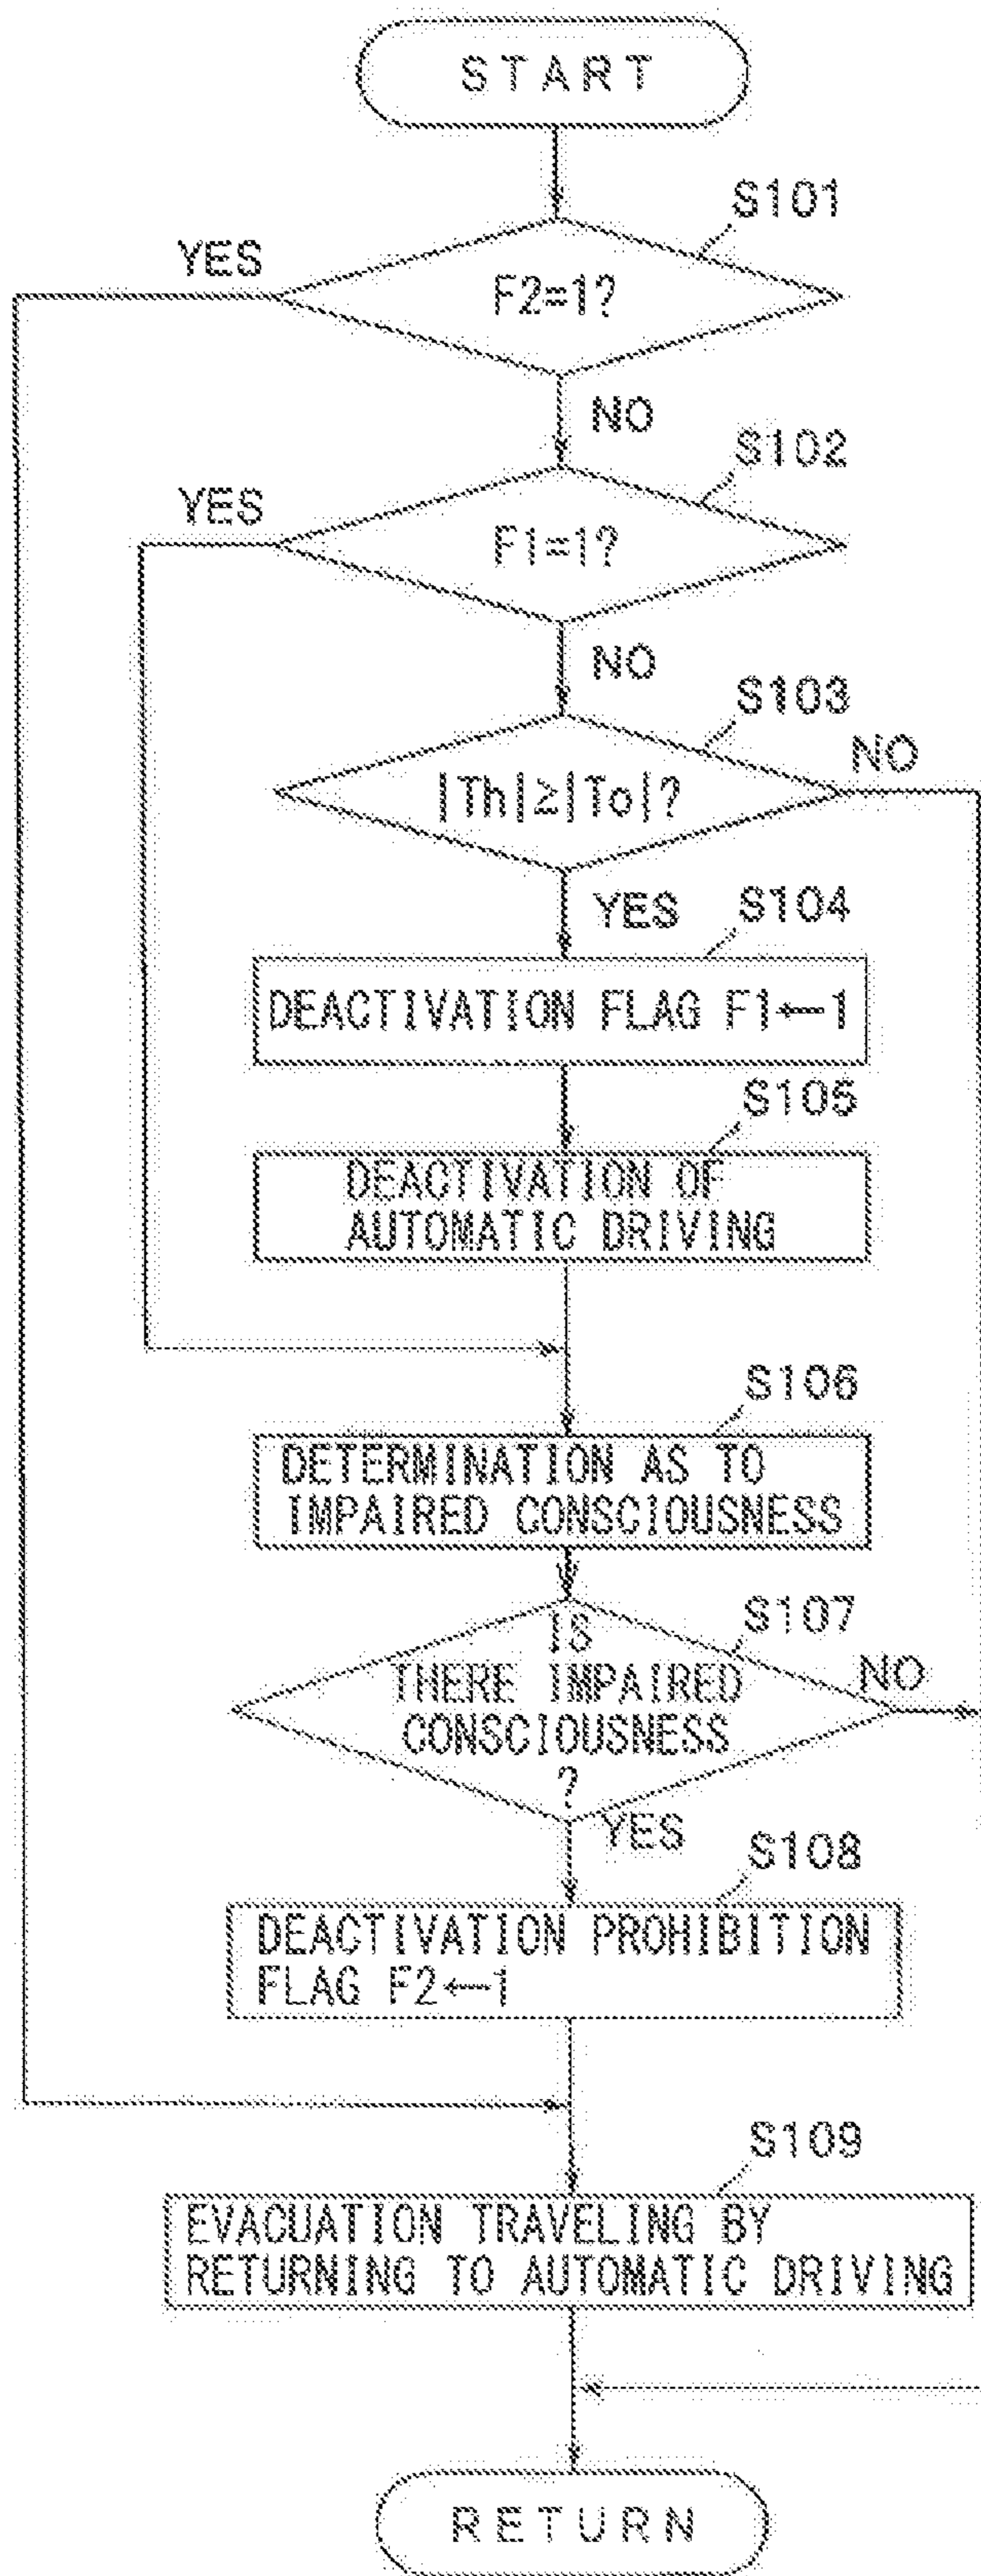 START
S101
YES
F2=1?
NO
S102
YES
F1=1?
NO
S103
NO
|Th|≥|To|?
YES
S104
DEACTIVATION FLAG F1←1
S105
DEACTIVATION OF
AUTOMATIC DRIVING
S106
DETERMINATION AS TO
IMPAIRED CONSCIOUSNESS
S107
IS
THERE IMPAIRED
NO
CONSCIOUSNESS
?
YES
S108
DEACTIVATION PROHIBITION
FLAG F2←1
S109
EVACUATION TRAVELING BY
RETURNING TO AUTOMATIC DRIVING
RETURN